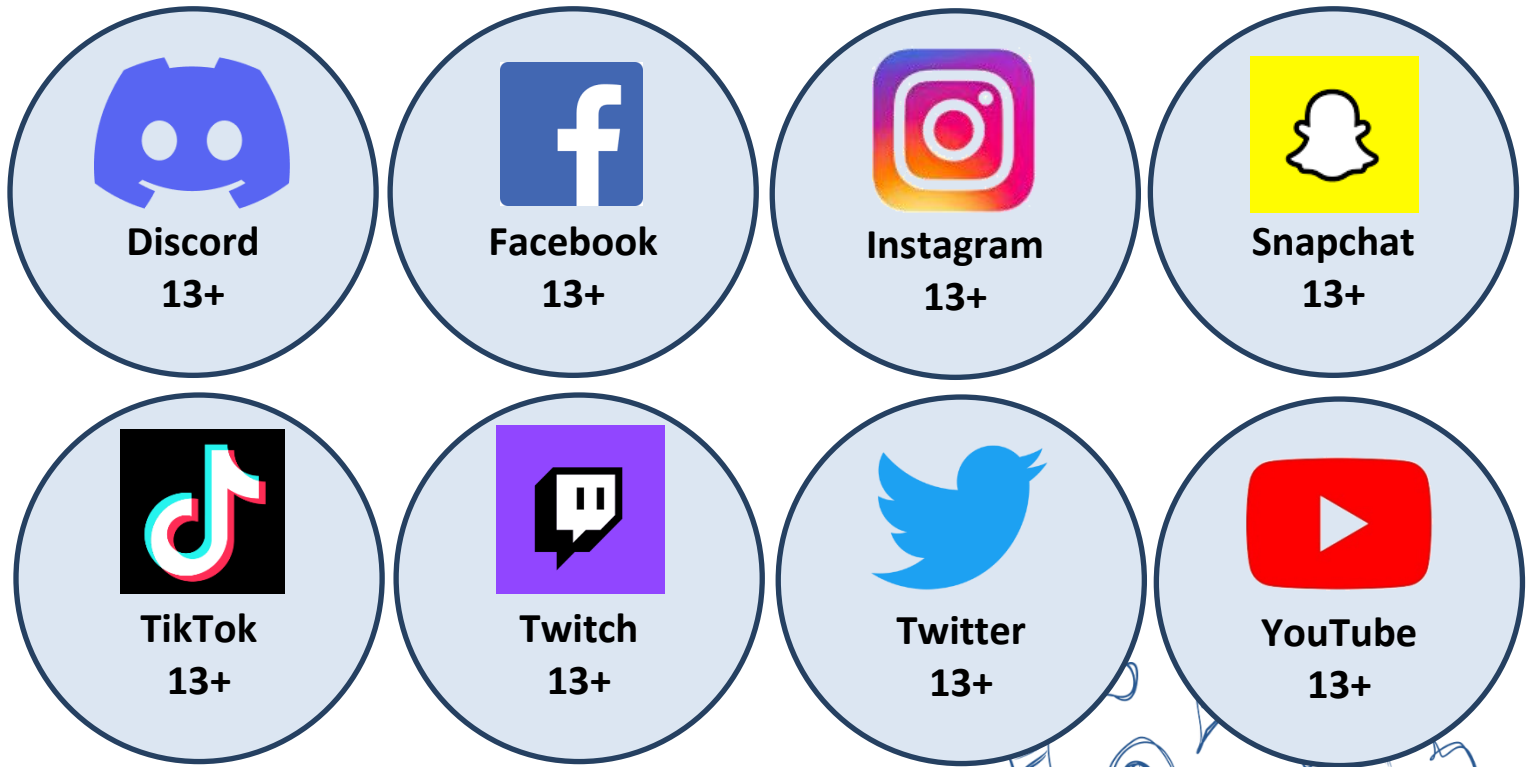 Discord
13+
Facebook
13+
Instagram
13+
Snapchat
13+
TikTok
13+
Twitch
13+
Twitter
13+
YouTube
13+